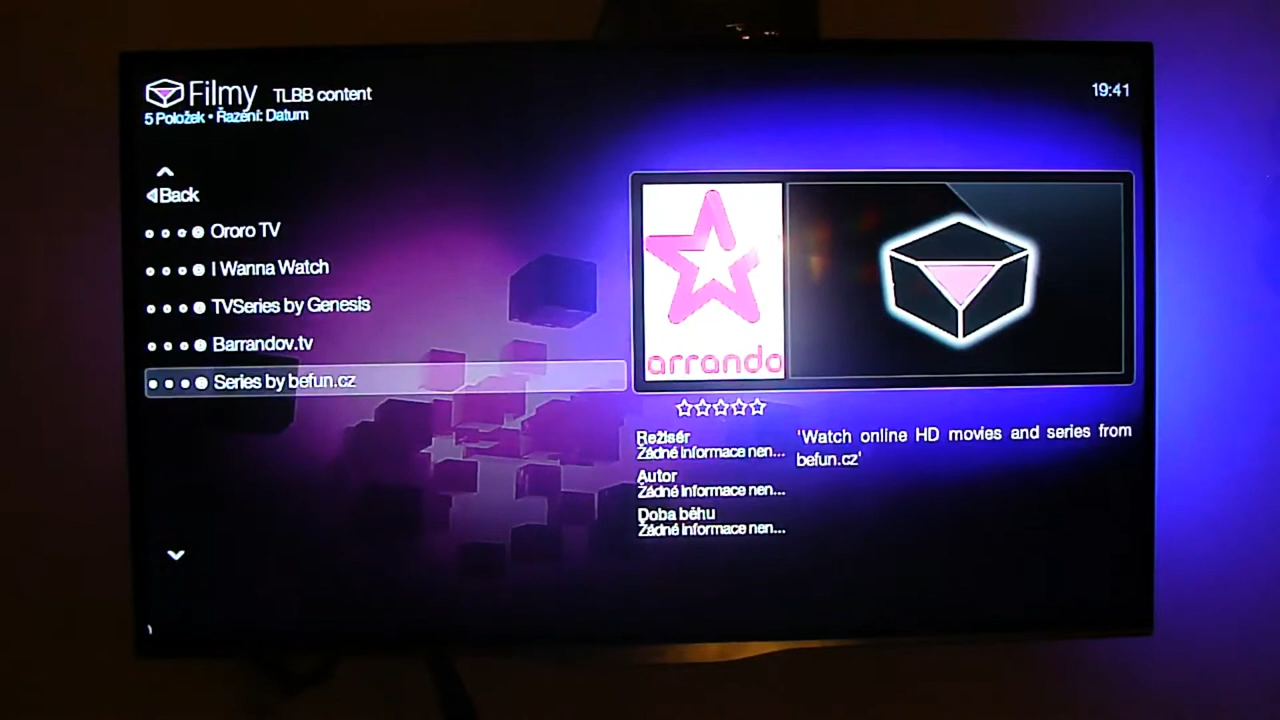 Filmy TLBB content
5 Položek • Řazení: Datum
19:41
Back
Ororo TV
I Wanna Watch
TVSeries by Genesis
Barrandov.tv
Series by befun.cz
arrando
Režisér
Žádné informace nen...
Autor
Žádné informace nen...
Doba běhu
Žádné informace nen...
'Watch online HD movies and series from
befun.cz'